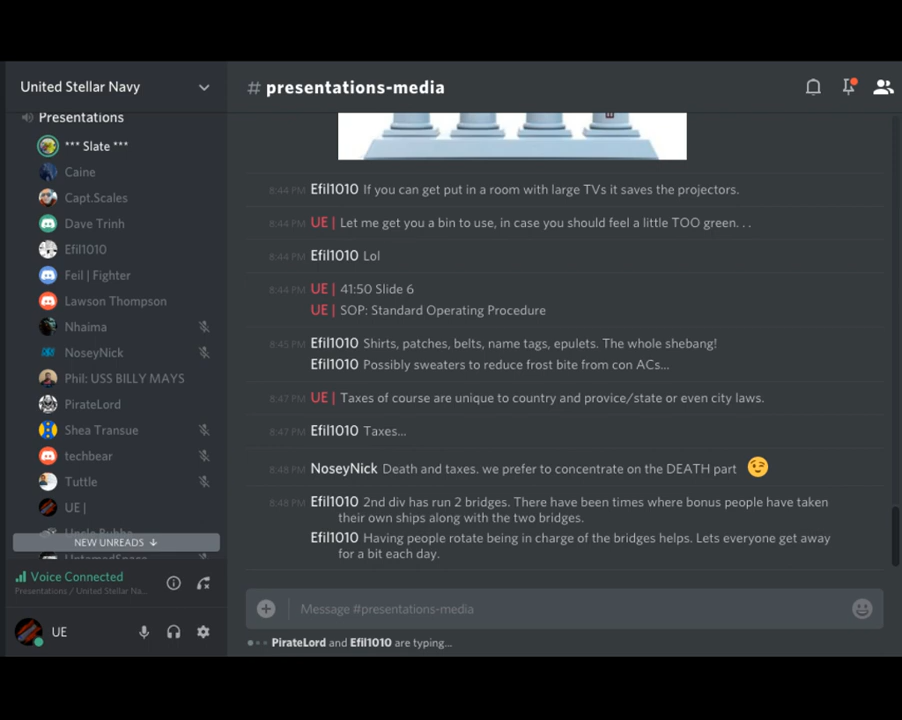 United Stellar Navy
# presentations-media
Presentations
*** Slate ***
Caine
Capt.Scales
Dave Trinh
Efil1010
Feil | Fighter
Lawson Thompson
Nhaima
NoseyNick
Phil: USS BILLY MAYS
PirateLord
Shea Transue
techbear
Tuttle
UE |
NEW UNREADS
Voice Connected
Presentations / United Stellar Na...
UE
8:44 PM Efil1010 If you can get put in a room with large TVs it saves the projectors.
8:44 PM UE | Let me get you a bin to use, in case you should feel a little TOO green. . .
8:44 PM Efil1010 Lol
8:44 PM UE | 41:50 Slide 6
UE | SOP: Standard Operating Procedure
8:45 PM Efil1010 Shirts, patches, belts, name tags, epulets. The whole shebang!
Efil1010 Possibly sweaters to reduce frost bite from con ACs...
8:47 PM UE | Taxes of course are unique to country and provice/state or even city laws.
8:47 PM Efil1010 Taxes...
8:48 PM NoseyNick Death and taxes. we prefer to concentrate on the DEATH part 😉
8:48 PM Efil1010 2nd div has run 2 bridges. There have been times where bonus people have taken
their own ships along with the two bridges.
Efil1010 Having people rotate being in charge of the bridges helps. Lets everyone get away
for a bit each day.
Message #presentations-media
PirateLord and Efil1010 are typing...